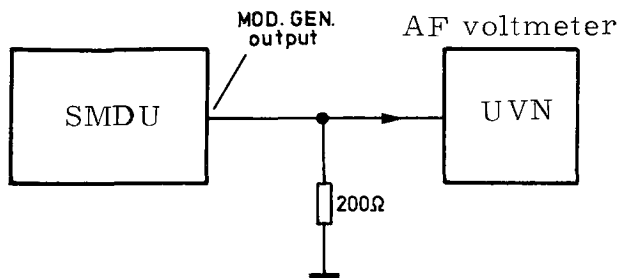 MOD. GEN.
output
AF voltmeter
SMDU
UVN
200Ω